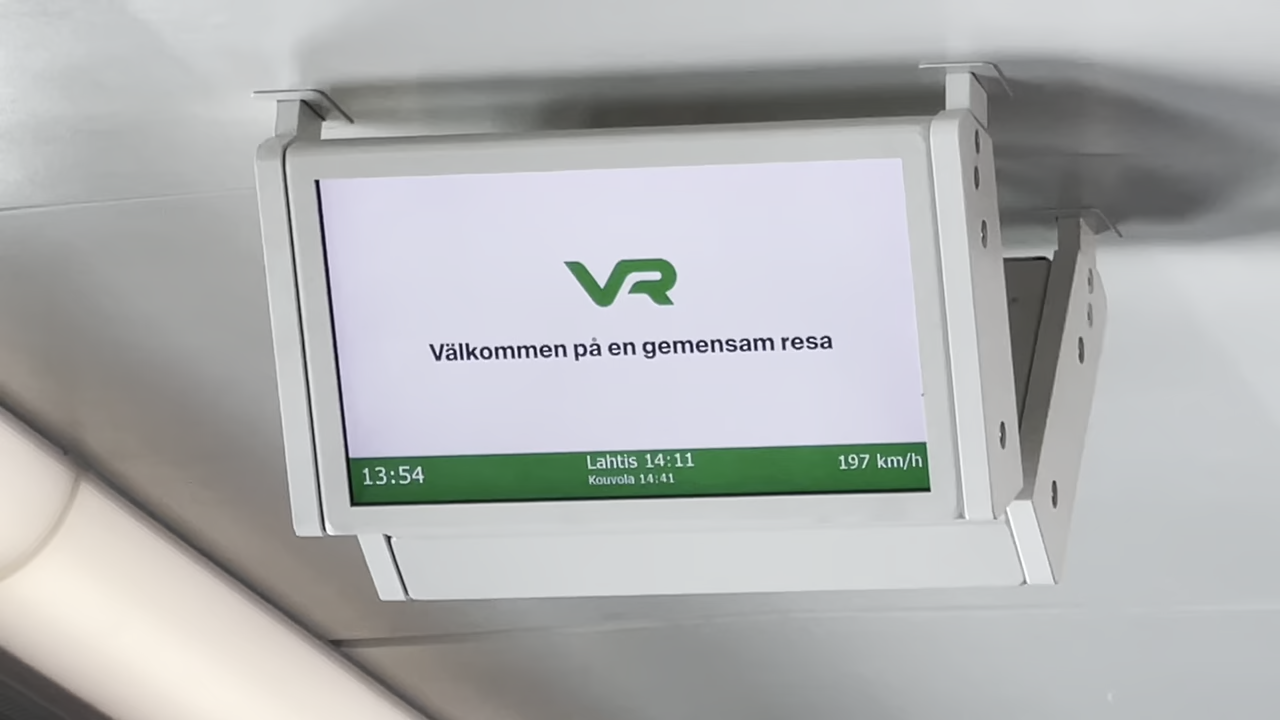 VR
Välkommen på en gemensam resa
13:54
Lahtis 14:11
Kouvola 14:41
197 km/h